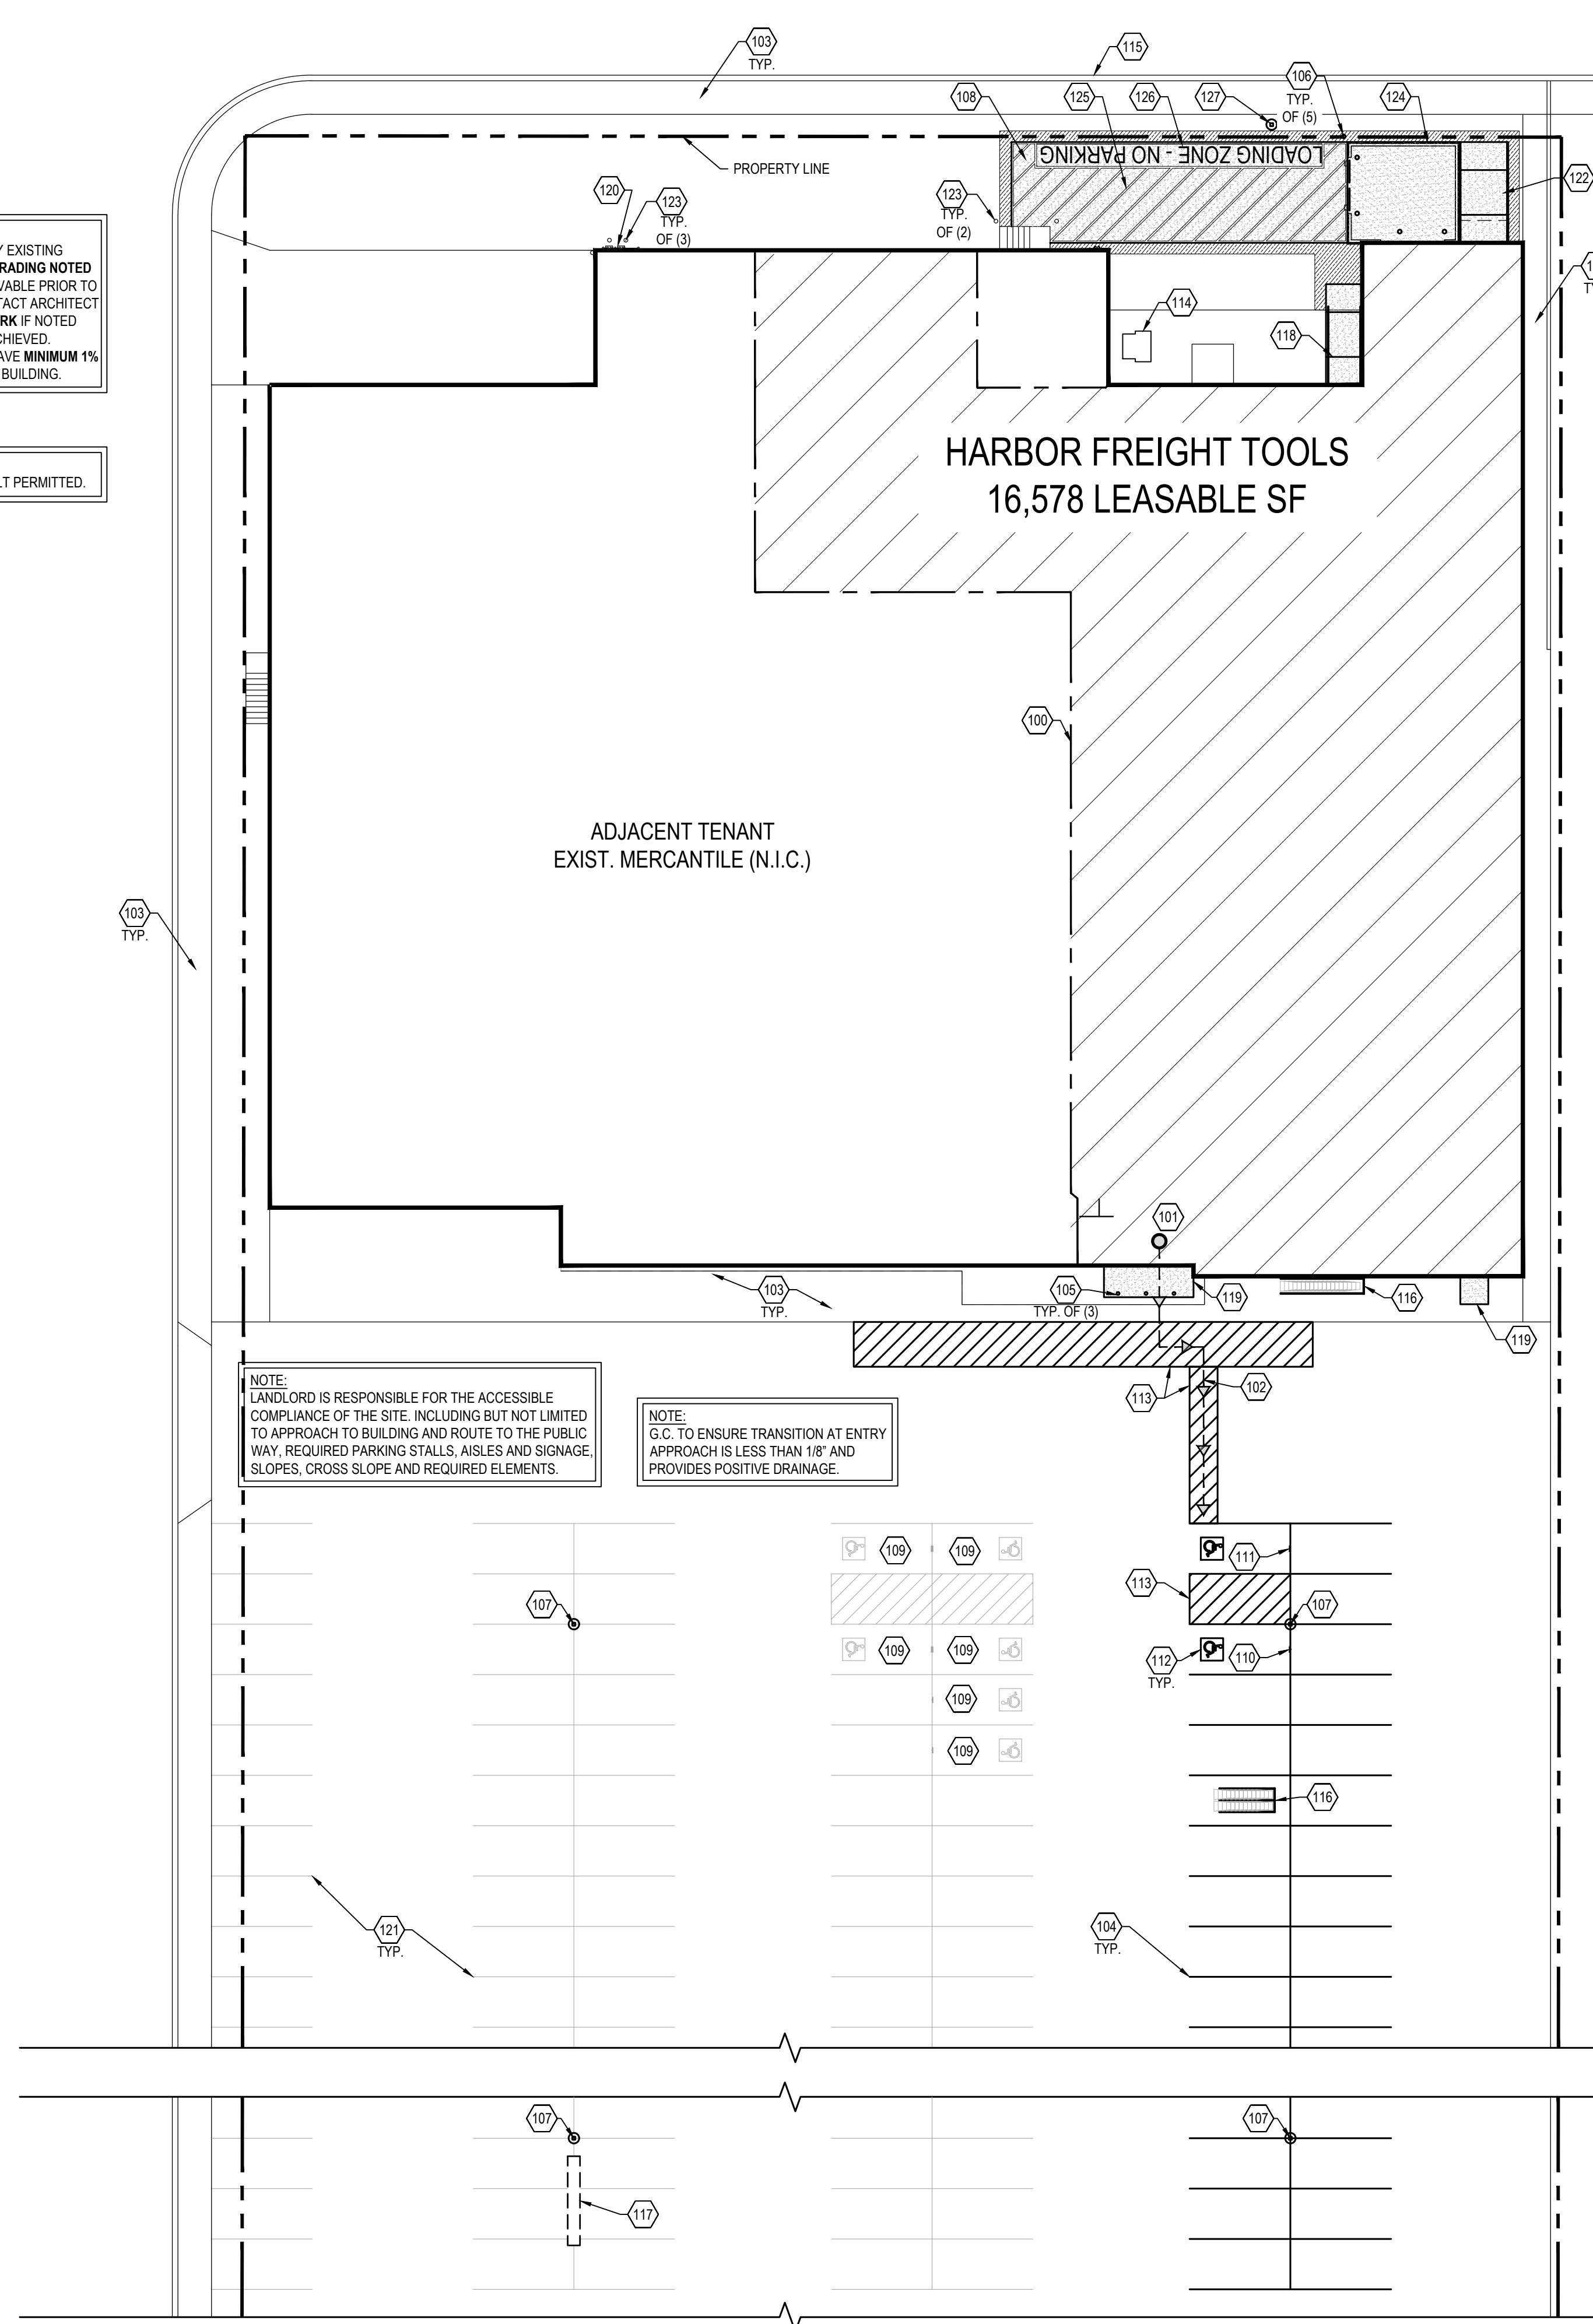 103
TYP.
115
108
125
126
127
106
TYP.
OF (5)
124
LOADING ZONE - NO PARKING
PROPERTY LINE
122
120
123
TYP.
OF (3)
123
TYP.
OF (2)
Y EXISTING
RADING NOTED
VABLE PRIOR TO
TACT ARCHITECT
RK IF NOTED
CHIEVED.
AVE MINIMUM 1%
BUILDING.
114
118
HARBOR FREIGHT TOOLS
16,578 LEASABLE SF
LT PERMITTED.
100
ADJACENT TENANT
EXIST. MERCANTILE (N.I.C.)
103
TYP.
101
103
TYP.
105
TYP. OF (3)
119
116
119
NOTE:
LANDLORD IS RESPONSIBLE FOR THE ACCESSIBLE
COMPLIANCE OF THE SITE. INCLUDING BUT NOT LIMITED
TO APPROACH TO BUILDING AND ROUTE TO THE PUBLIC
WAY, REQUIRED PARKING STALLS, AISLES AND SIGNAGE,
SLOPES, CROSS SLOPE AND REQUIRED ELEMENTS.
NOTE:
G.C. TO ENSURE TRANSITION AT ENTRY
APPROACH IS LESS THAN 1/8" AND
PROVIDES POSITIVE DRAINAGE.
113
102
109
109
111
113
107
107
109
109
112
TYP.
110
109
109
116
121
TYP.
104
TYP.
107
107
117